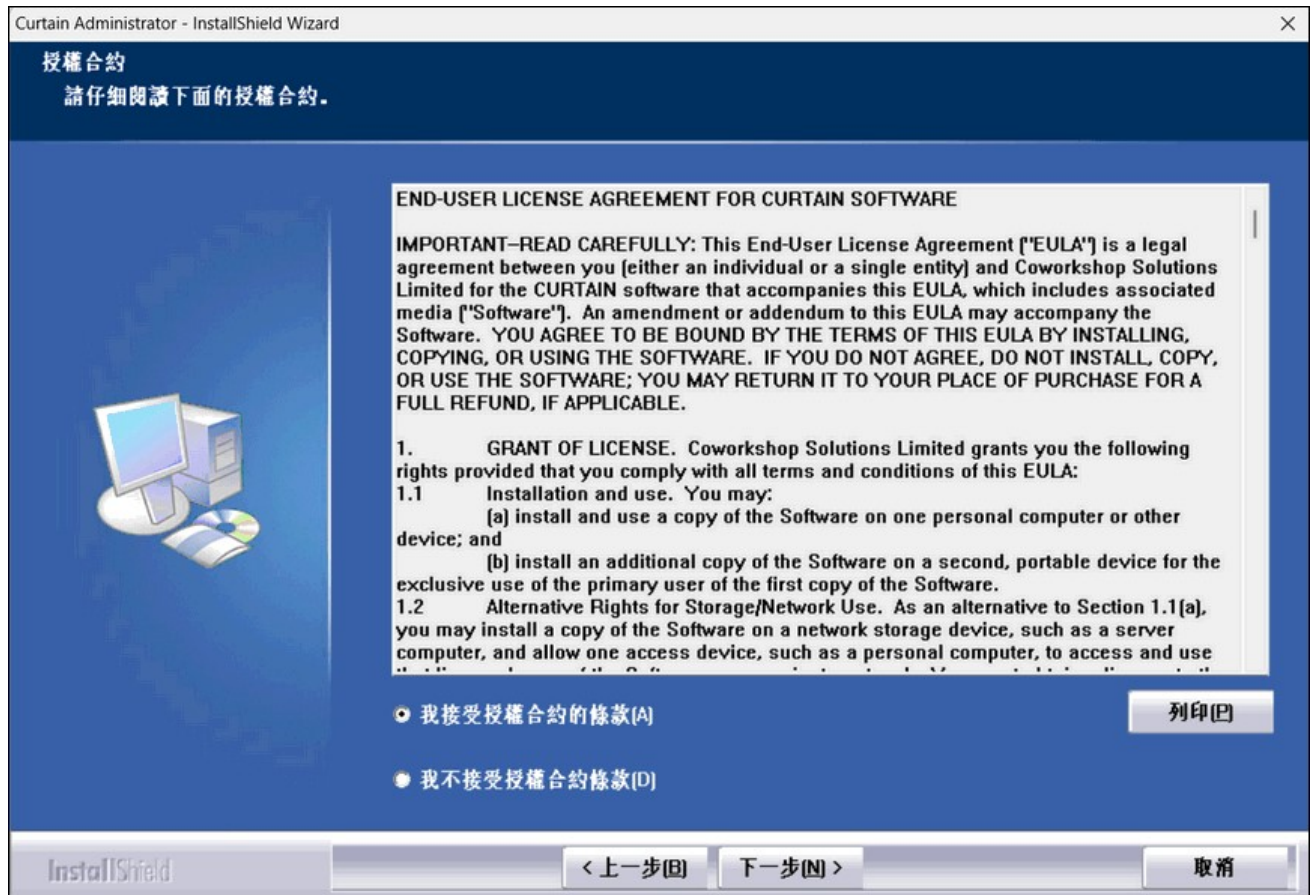 Curtain Administrator - InstallShield Wizard
授權合約
請仔細閱讀下面的授權合約。
END-USER LICENSE AGREEMENT FOR CURTAIN SOFTWARE
IMPORTANT–READ CAREFULLY: This End-User License Agreement ("EULA") is a legal
agreement between you (either an individual or a single entity) and Coworkshop Solutions
Limited for the CURTAIN software that accompanies this EULA, which includes associated
media ("Software").  An amendment or addendum to this EULA may accompany the
Software.  YOU AGREE TO BE BOUND BY THE TERMS OF THIS EULA BY INSTALLING,
COPYING, OR USING THE SOFTWARE.  IF YOU DO NOT AGREE, DO NOT INSTALL, COPY,
OR USE THE SOFTWARE; YOU MAY RETURN IT TO YOUR PLACE OF PURCHASE FOR A
FULL REFUND, IF APPLICABLE.
1. GRANT OF LICENSE.  Coworkshop Solutions Limited grants you the following
rights provided that you comply with all terms and conditions of this EULA:
1.1 Installation and use.  You may:
(a) install and use a copy of the Software on one personal computer or other
device; and
(b) install an additional copy of the Software on a second, portable device for the
exclusive use of the primary user of the first copy of the Software.
1.2 Alternative Rights for Storage/Network Use.  As an alternative to Section 1.1(a),
you may install a copy of the Software on a network storage device, such as a server
computer, and allow one access device, such as a personal computer, to access and use
我接受授權合約的條款(A)
列印(P)
我不接受授權合約條款(D)
InstallShield
< 上一步(B)
下一步(N) >
取消